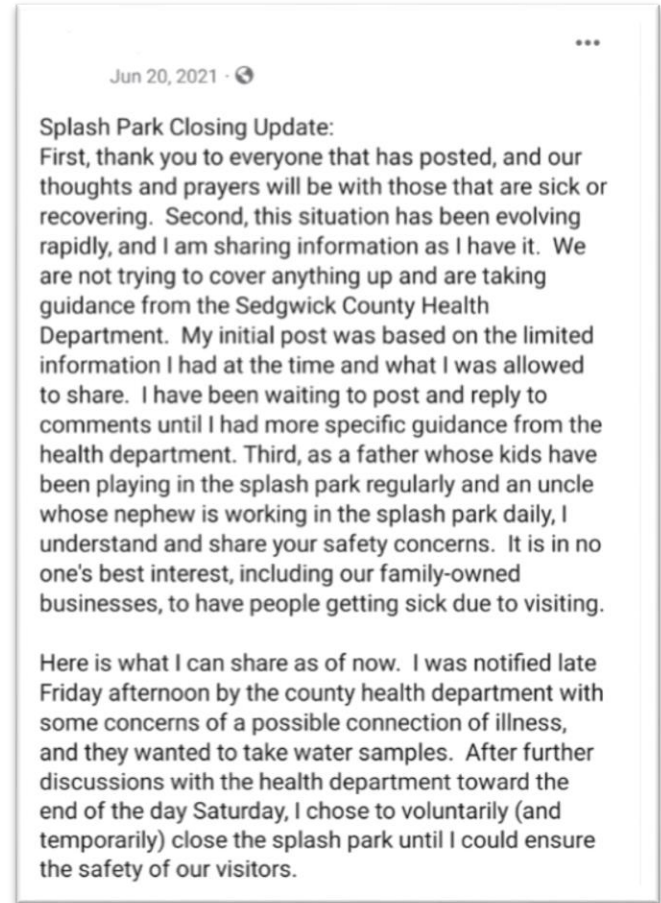 Jun 20, 2021 ·
Splash Park Closing Update:
First, thank you to everyone that has posted, and our
thoughts and prayers will be with those that are sick or
recovering.  Second, this situation has been evolving
rapidly, and I am sharing information as I have it.  We
are not trying to cover anything up and are taking
guidance from the Sedgwick County Health
Department.  My initial post was based on the limited
information I had at the time and what I was allowed
to share.  I have been waiting to post and reply to
comments until I had more specific guidance from the
health department. Third, as a father whose kids have
been playing in the splash park regularly and an uncle
whose nephew is working in the splash park daily, I
understand and share your safety concerns.  It is in no
one's best interest, including our family-owned
businesses, to have people getting sick due to visiting.
Here is what I can share as of now.  I was notified late
Friday afternoon by the county health department with
some concerns of a possible connection of illness,
and they wanted to take water samples.  After further
discussions with the health department toward the
end of the day Saturday, I chose to voluntarily (and
temporarily) close the splash park until I could ensure
the safety of our visitors.